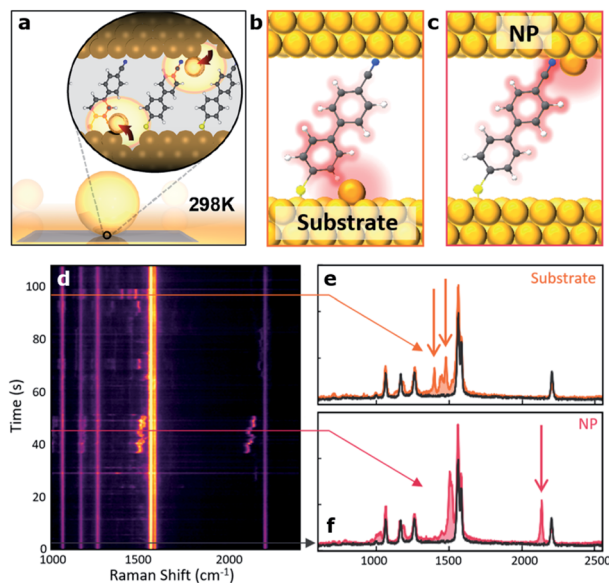 a
298K
b
Substrate
c
NP
d
100
80
60
40
20
0
Time (s)
1000 1500 2000
Raman Shift (cm⁻¹)
e
Substrate
f
NP
500 1000 1500 2000 2500